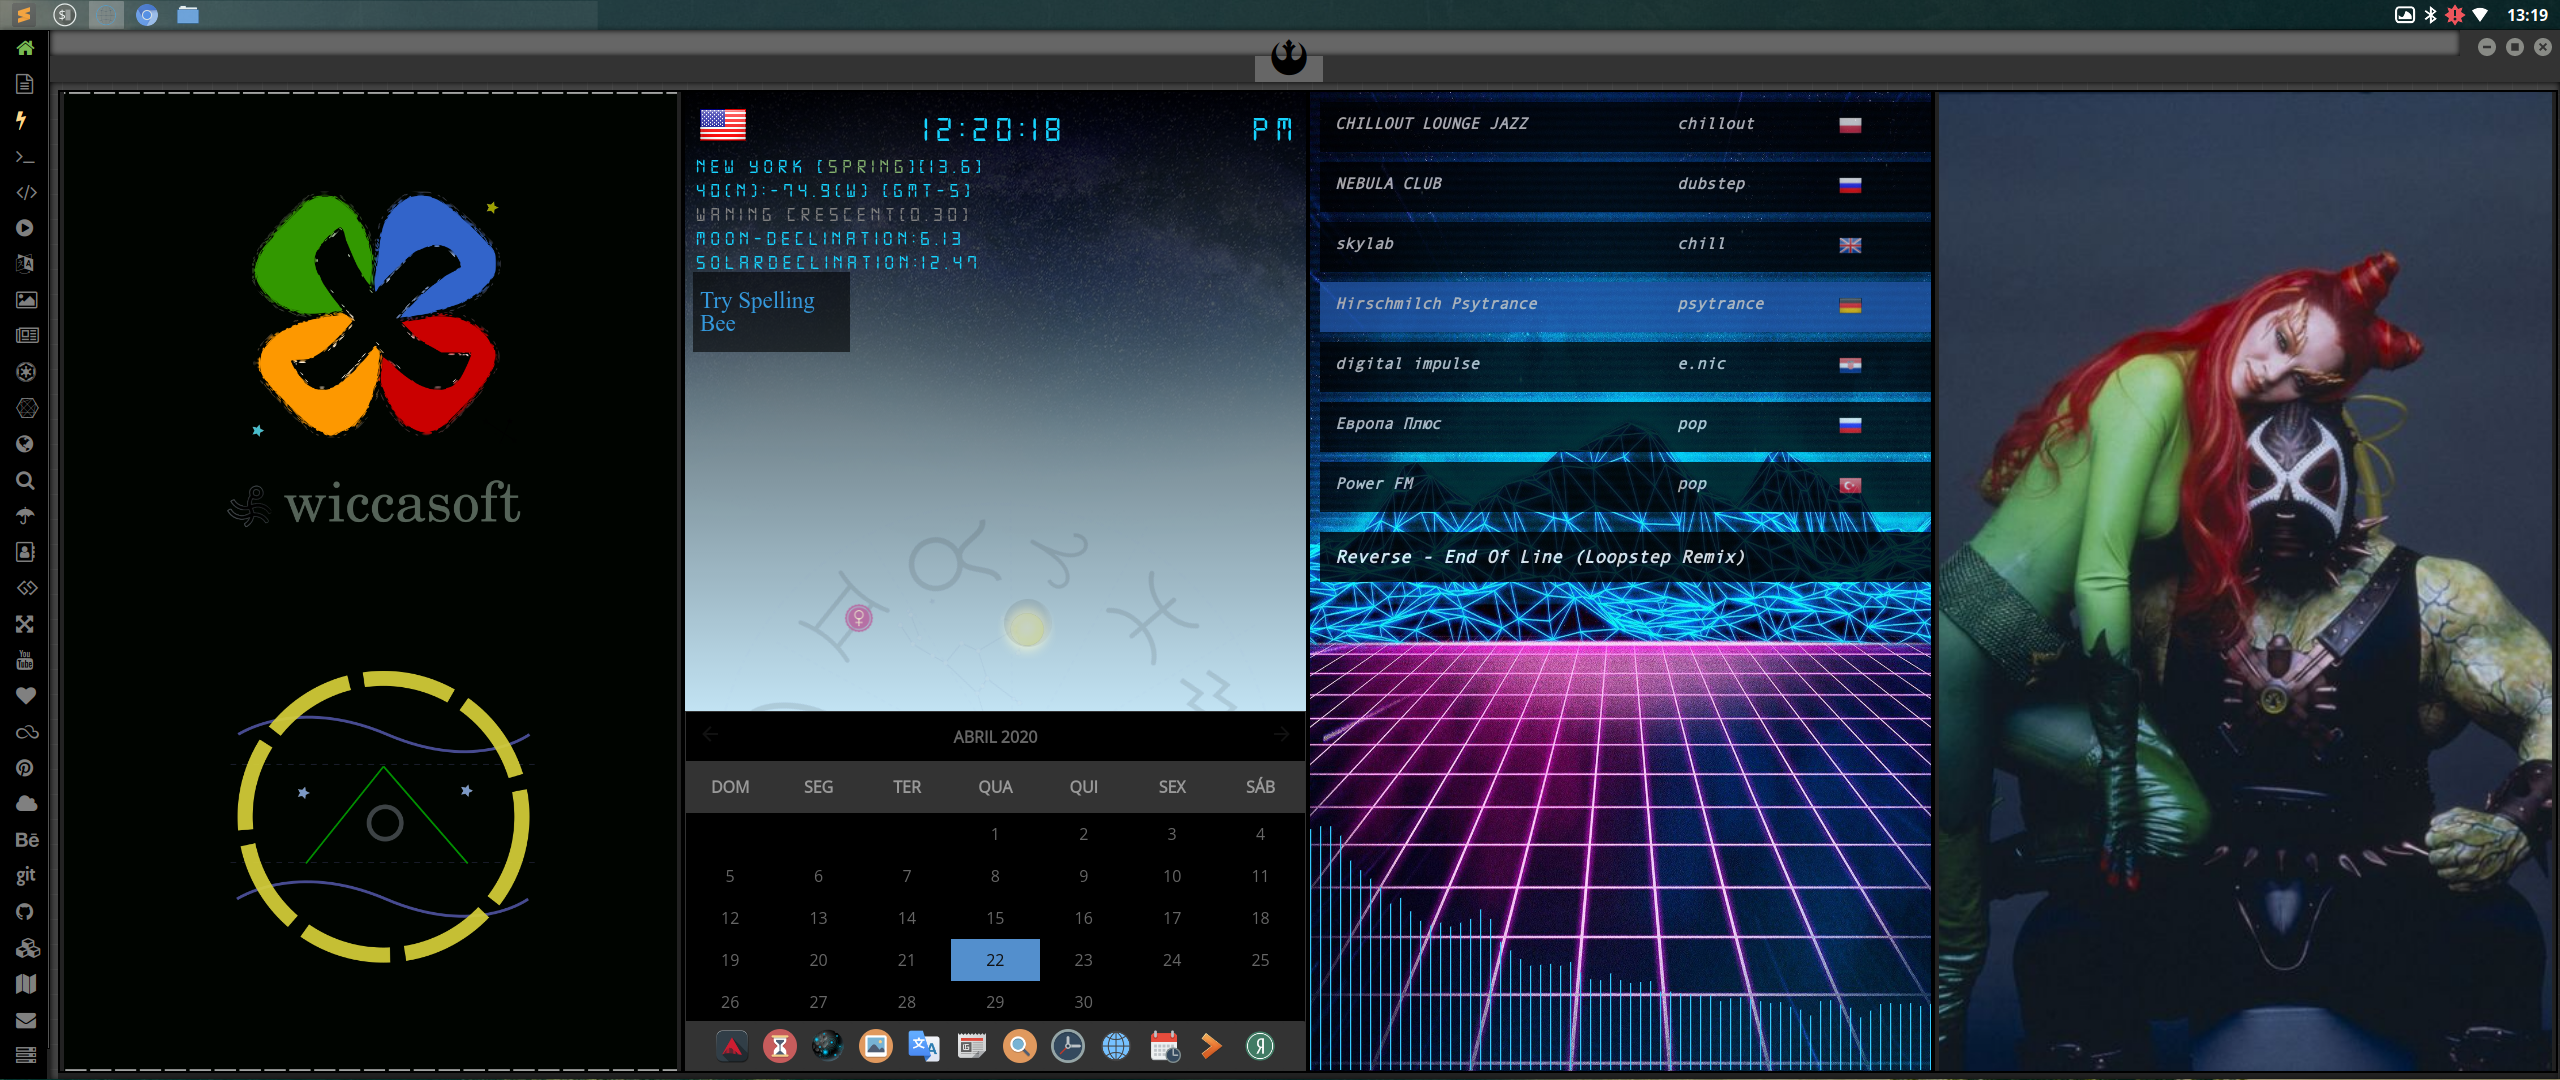 13:19
You
Tube
Bē
git
wiccasoft
12:20:18 PM
NEW YORK [SPRING][13.6]
40(N):-74.9(W) [GMT-5]
WANING CRESCENT[0.30]
MOON-DECLINATION:6.13
SOLARDECLINATION:12.47
Try Spelling
Bee
ABRIL 2020
DOM SEG TER QUA QUI SEX SÁB
1 2 3 4
5 6 7 8 9 10 11
12 13 14 15 16 17 18
19 20 21 22 23 24 25
26 27 28 29 30
CHILLOUT LOUNGE JAZZ chillout
NEBULA CLUB dubstep
skylab chill
Hirschmilch Psytrance psytrance
digital impulse e.nic
Европа Плюс pop
Power FM pop
Reverse - End Of Line (Loopstep Remix)